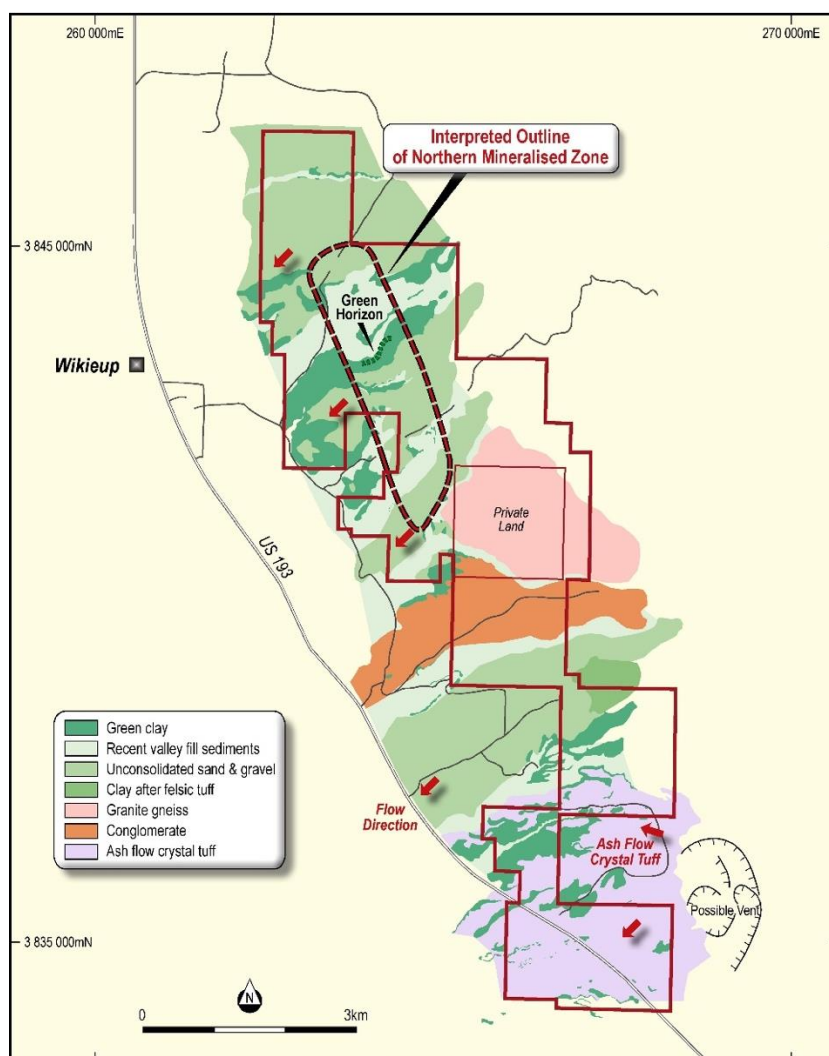 260 000mE
270 000mE
Interpreted Outline
of Northern Mineralised Zone
3 845 000mN
Green
Horizon
Wikieup
Private
Land
US 193
Green clay
Recent valley fill sediments
Unconsolidated sand & gravel
Clay after felsic tuff
Granite gneiss
Conglomerate
Ash flow crystal tuff
Flow
Direction
Ash Flow
Crystal Tuff
Possible Vent
3 835 000mN
N
0
3km